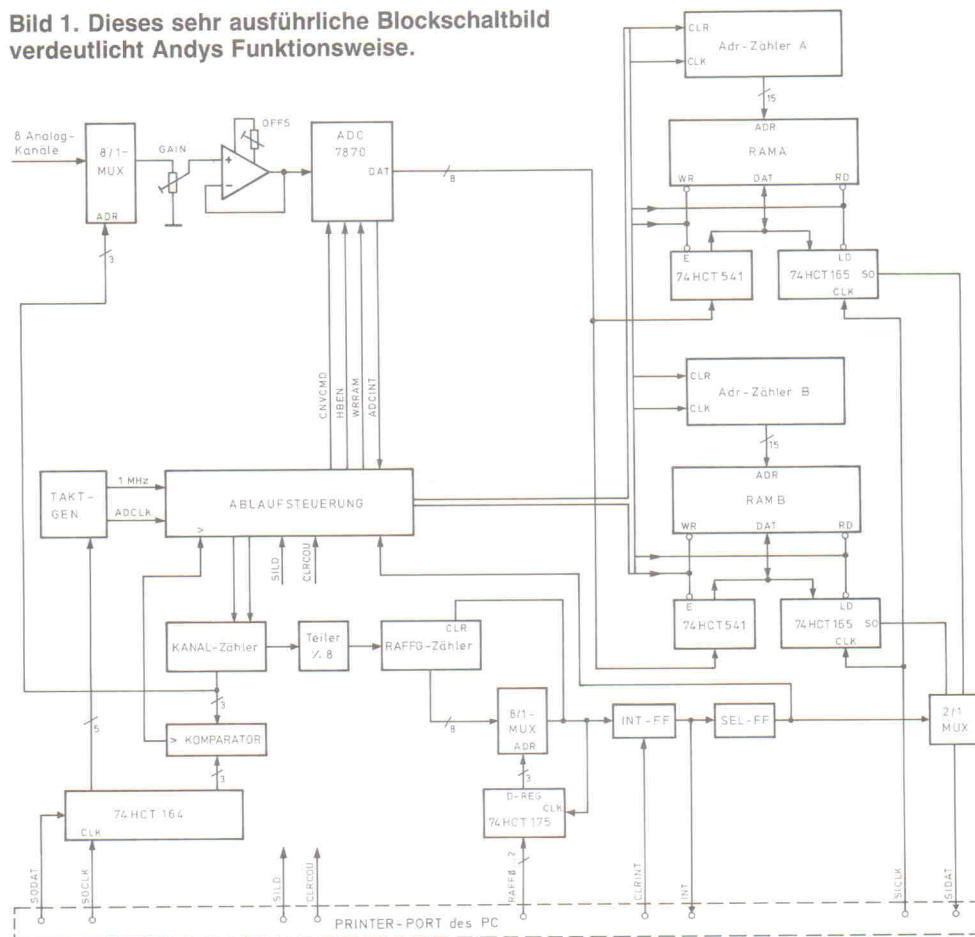 Bild 1. Dieses sehr ausführliche Blockschaltbild
verdeutlicht Andys Funktionsweise.
8 Analog-
Kanäle
8/1-
MUX
ADR
3
GAIN
+
-
OFFS
ADC
7870
DAT
8
CLR
CLK
Adr-Zähler A
15
ADR
RAM A
WR
DAT
RD
E
74HCT541
LD
74HCT165
SO
CLK
CLR
CLK
Adr-Zähler B
15
ADR
RAM B
WR
DAT
RD
E
74HCT541
LD
74HCT165
SO
CLK
CNVCMD
HBEN
WRRAM
ADCINT
TAKT-
GEN.
1 MHz
ADCLK
ABLAUFSTEUERUNG
>
SILD
CLRCOU
KANAL-Zähler
Teiler
1/. 8
CLR
RAFFG-Zähler
3
> KOMPARATOR
3
5
8
8/1-
MUX
ADR
3
INT-FF
SEL-FF
2/1
MUX
D-REG
CLK
74HCT175
74HCT164
CLK
SODAT
SOCLK
SILD
CLRCOU
RAFFØ...2
CLRINT
INT
SICLK
SIDAT
PRINTER-PORT des PC